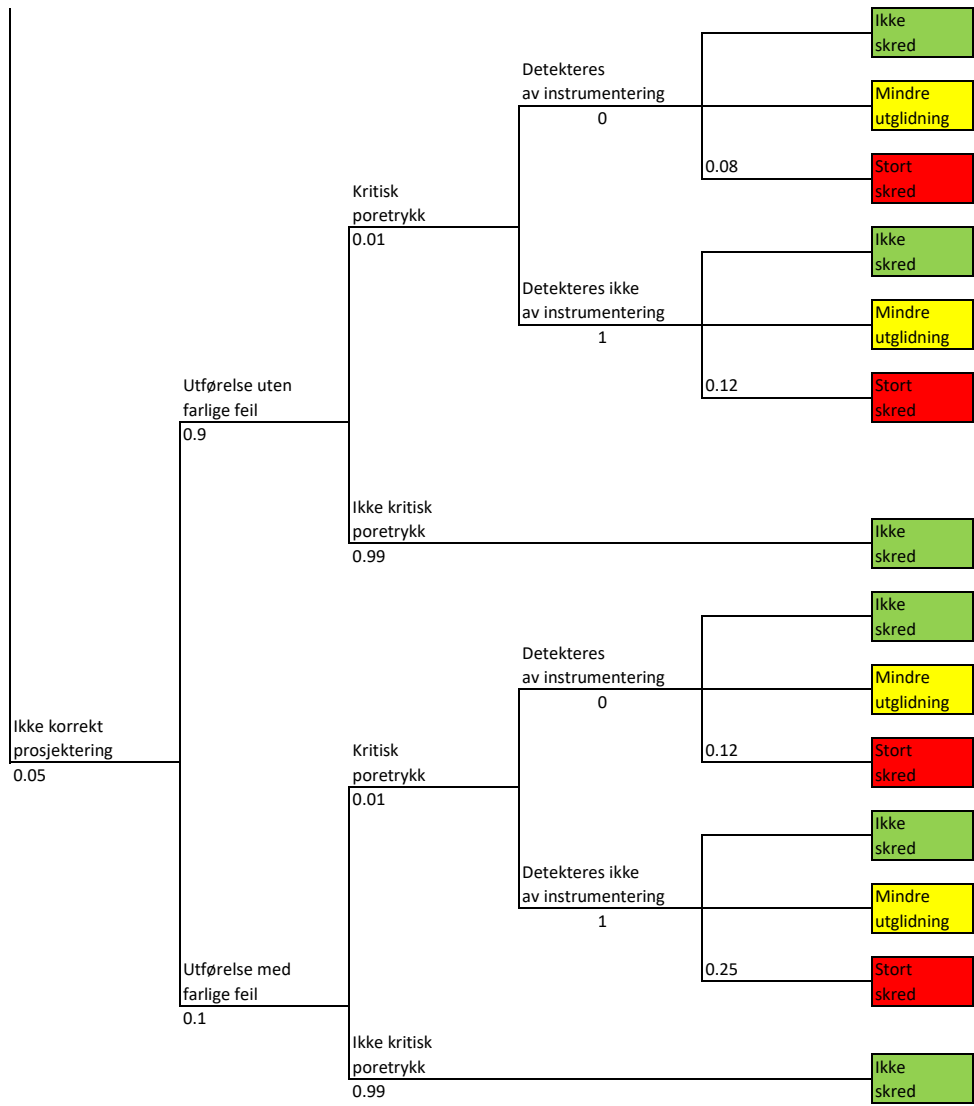 Ikke
skred
Detekteres
av instrumentering
0
Mindre
utglidning
0.08
Stort
skred
Kritisk
poretrykk
0.01
Ikke
skred
Detekteres ikke
av instrumentering
1
Mindre
utglidning
0.12
Stort
skred
Utførelse uten
farlige feil
0.9
Ikke kritisk
poretrykk
0.99
Ikke
skred
Ikke
skred
Detekteres
av instrumentering
0
Mindre
utglidning
Ikke korrekt
prosjektering
0.05
Kritisk
poretrykk
0.01
0.12
Stort
skred
Ikke
skred
Detekteres ikke
av instrumentering
1
Mindre
utglidning
0.25
Stort
skred
Utførelse med
farlige feil
0.1
Ikke kritisk
poretrykk
0.99
Ikke
skred